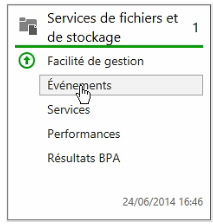 Services de fichiers et 1
de stockage
Facilité de gestion
Événements
Services
Performances
Résultats BPA
24/06/2014 16:46